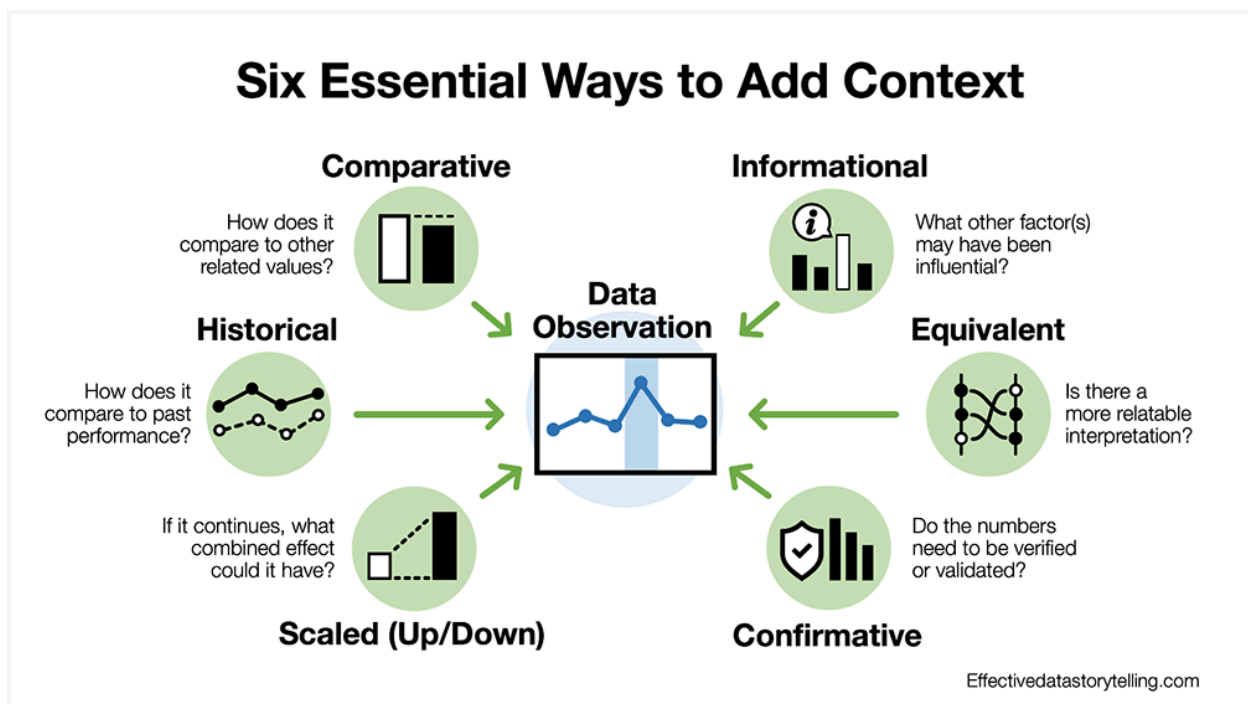 Six Essential Ways to Add Context
Comparative
How does it
compare to other
related values?
Informational
i
What other factor(s)
may have been
influential?
Data
Observation
Historical
How does it
compare to past
performance?
Equivalent
Is there a
more relatable
interpretation?
If it continues, what
combined effect
could it have?
Scaled (Up/Down)
Do the numbers
need to be verified
or validated?
Confirmative
Effectivedatastorytelling.com